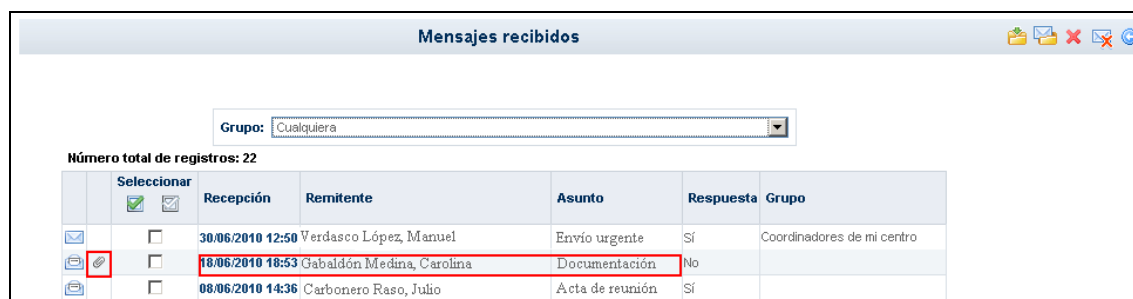 Mensajes recibidos
Grupo: Cualquiera
Número total de registros: 22
Seleccionar
Recepción Remitente Asunto Respuesta Grupo
30/06/2010 12:50 Verdasco López, Manuel Envío urgente Sí Coordinadores de mi centro
18/06/2010 18:53 Gabaldón Medina, Carolina Documentación No
08/06/2010 14:36 Carbonero Raso, Julio Acta de reunión Sí